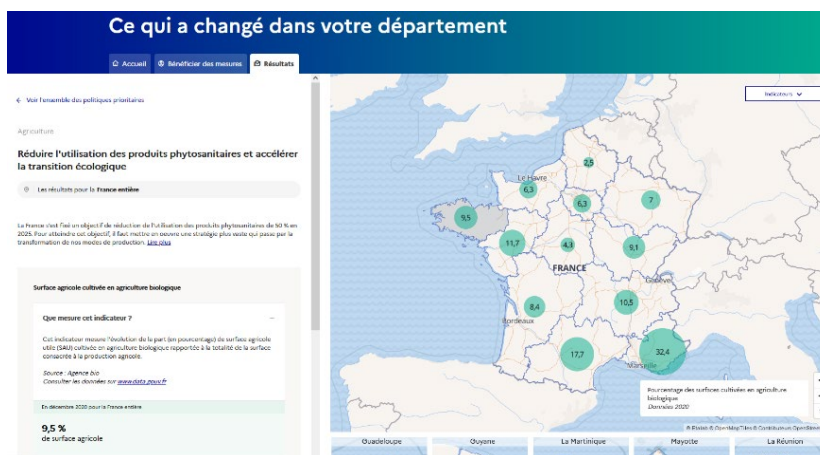 Ce qui a changé dans votre département
Accueil
Bénéficier des mesures
Résultats
← Voir l'ensemble des politiques prioritaires
Agriculture
Réduire l'utilisation des produits phytosanitaires et accélérer
la transition écologique
Les résultats pour la France entière
La France s'est fixé un objectif de réduction de l'utilisation des produits phytosanitaires de 50 % en
2025. Pour atteindre cet objectif, il faut mettre en oeuvre une stratégie plus vaste qui passe par la
transformation de nos modes de production. Lire plus
Surface agricole cultivée en agriculture biologique
Que mesure cet indicateur ?
Cet indicateur mesure l'évolution de la part (en pourcentage) de surface agricole
utile (SAU) cultivée en agriculture biologique rapportée à la totalité de la surface
consacrée à la production agricole.
Source : Agence bio
Consulter les données sur www.data.gouv.fr
En décembre 2020 pour la France entière
9,5 %
de surface agricole
Indicateurs
2,5
Le Havre
6,3
6,3
7
9,5
11,7
4,3
9,1
FRANCE
Genève
8,4
10,5
Bordeaux
17,7
32,4
Marseille
Pourcentage des surfaces cultivées en agriculture
biologique
Données 2020
© Etalab © OpenMapTiles © Contributeurs OpenStreet
Guadeloupe
Guyane
La Martinique
Mayotte
La Réunion